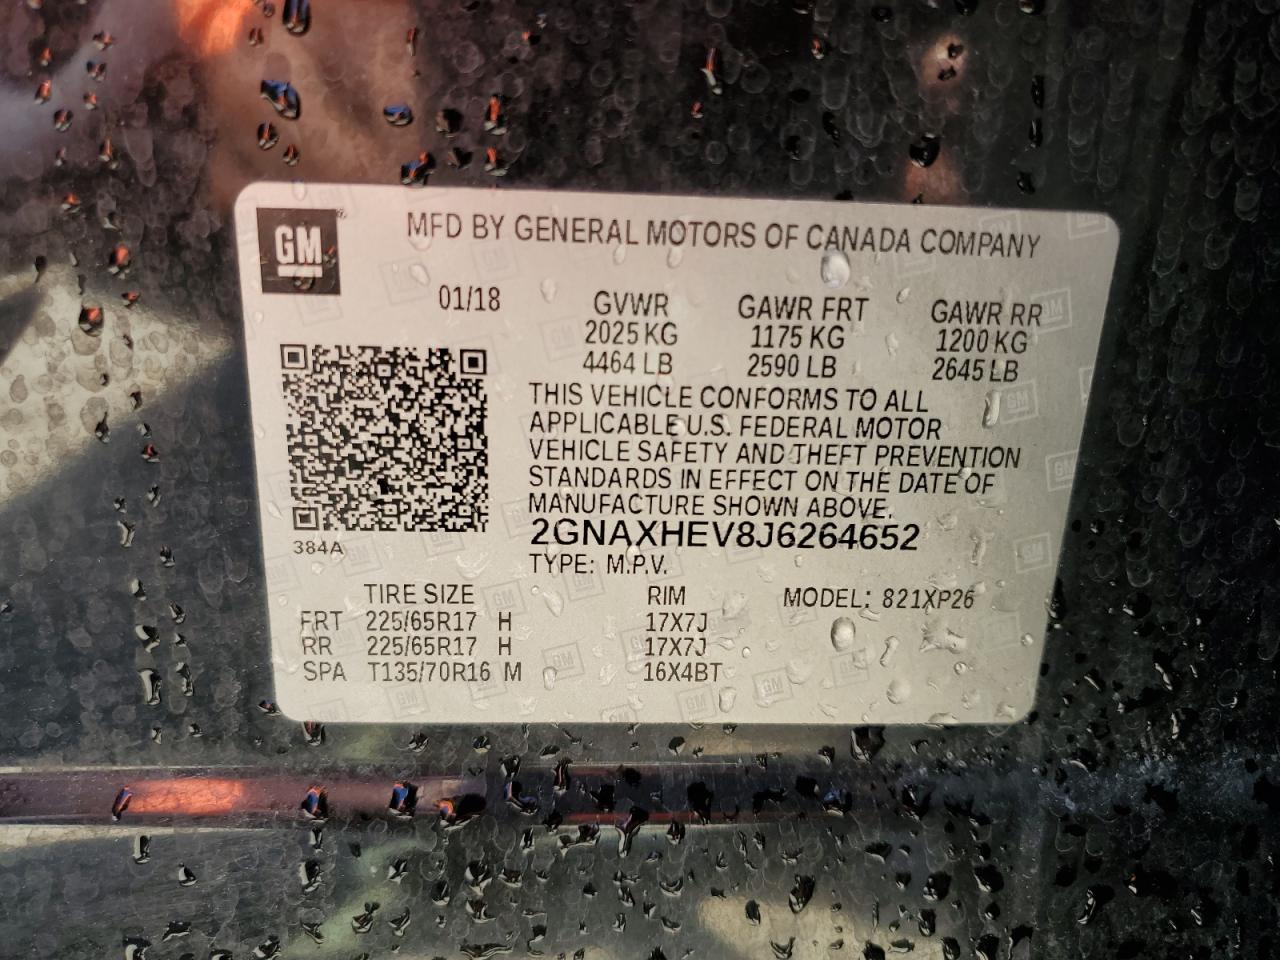 GM ®
MFD BY GENERAL MOTORS OF CANADA COMPANY
01/18 GVWR GAWR FRT GAWR RR
2025 KG 1175 KG 1200 KG
4464 LB 2590 LB 2645 LB
THIS VEHICLE CONFORMS TO ALL
APPLICABLE U.S. FEDERAL MOTOR
VEHICLE SAFETY AND THEFT PREVENTION
STANDARDS IN EFFECT ON THE DATE OF
MANUFACTURE SHOWN ABOVE.
2GNAXHEV8J6264652
384A
TYPE: M.P.V.
TIRE SIZE RIM MODEL: 821XP26
FRT 225/65R17 H 17X7J
RR 225/65R17 H 17X7J
SPA T135/70R16 M 16X4BT